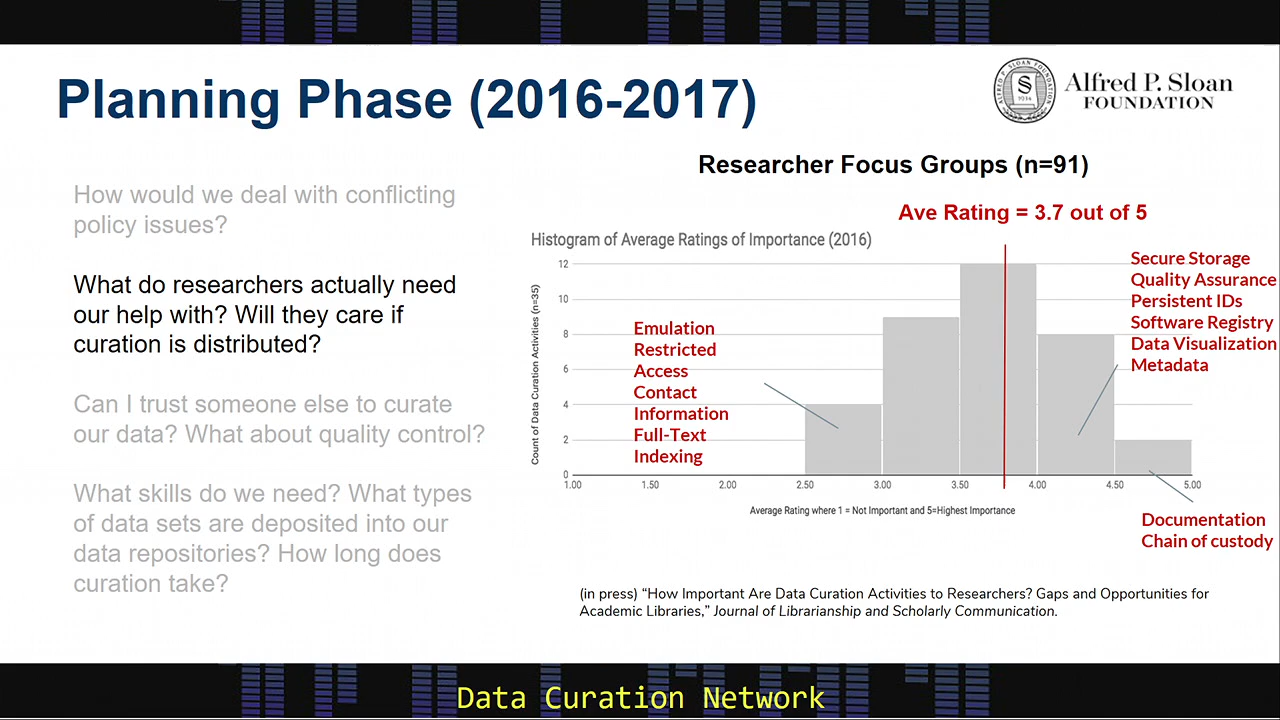 Planning Phase (2016-2017)
Alfred P. Sloan
FOUNDATION
How would we deal with conflicting
policy issues?
What do researchers actually need
our help with? Will they care if
curation is distributed?
Can I trust someone else to curate
our data? What about quality control?
What skills do we need? What types
of data sets are deposited into our
data repositories? How long does
curation take?
Researcher Focus Groups (n=91)
Ave Rating = 3.7 out of 5
Histogram of Average Ratings of Importance (2016)
Count of Data Curation Activities (n=35)
12
10
8
6
4
2
0
1.00 1.50 2.00 2.50 3.00 3.50 4.00 4.50 5.00
Average Rating where 1 = Not Important and 5=Highest Importance
Emulation
Restricted
Access
Contact
Information
Full-Text
Indexing
Secure Storage
Quality Assurance
Persistent IDs
Software Registry
Data Visualization
Metadata
Documentation
Chain of custody
(in press) “How Important Are Data Curation Activities to Researchers? Gaps and Opportunities for
Academic Libraries,” Journal of Librarianship and Scholarly Communication.
Data Curation Network